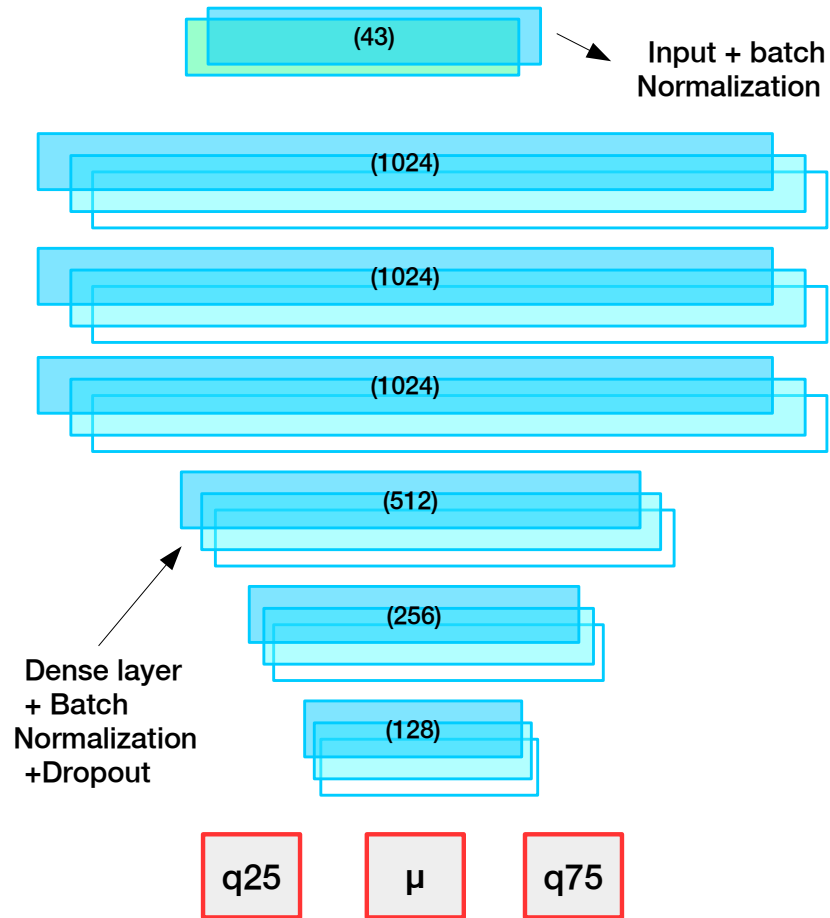 (43)
Input + batch
Normalization
(1024)
(1024)
(1024)
(512)
(256)
Dense layer
+ Batch
Normalization
+Dropout
(128)
q25
μ
q75